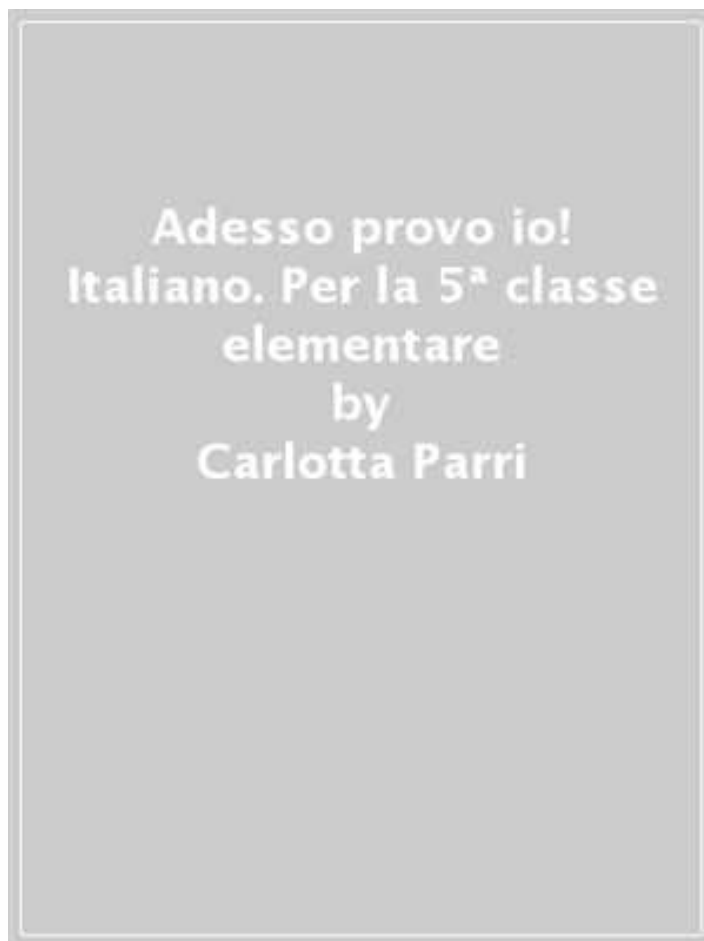 Adesso provo io!
Italiano. Per la 5ª classe
elementare
by
Carlotta Parri